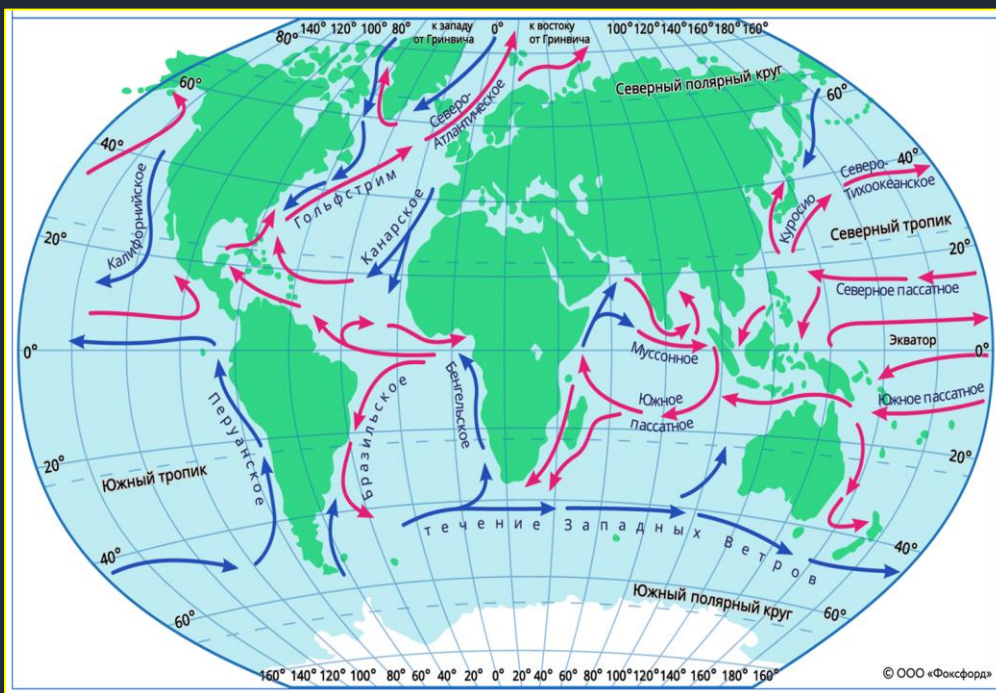 80° 140° 120° 100° 80° к западу от Гринвича 0° к востоку от Гринвича 100° 120° 140° 160° 180° 160°
Северный полярный круг
60° 60°
Северо-
Атлантическое
40° Северо- 40°
Тихоокеанское
Гольфстрим
Куросио
Калифорнийское
Канарское
Северный тропик
20° 20°
Северное пассатное
Экватор
0° 0°
Муссонное
Бенгельское
Южное
пассатное
Южное пассатное
Перуанское
Бразильское
20° 20°
Южный тропик
течение Западных Ветров
40° 40°
Южный полярный круг
60° 60°
160° 140° 120° 100° 80° 60° 40° 20° 0° 20° 40° 60° 80° 100° 120° 140° 160°
© ООО «Фоксфорд»